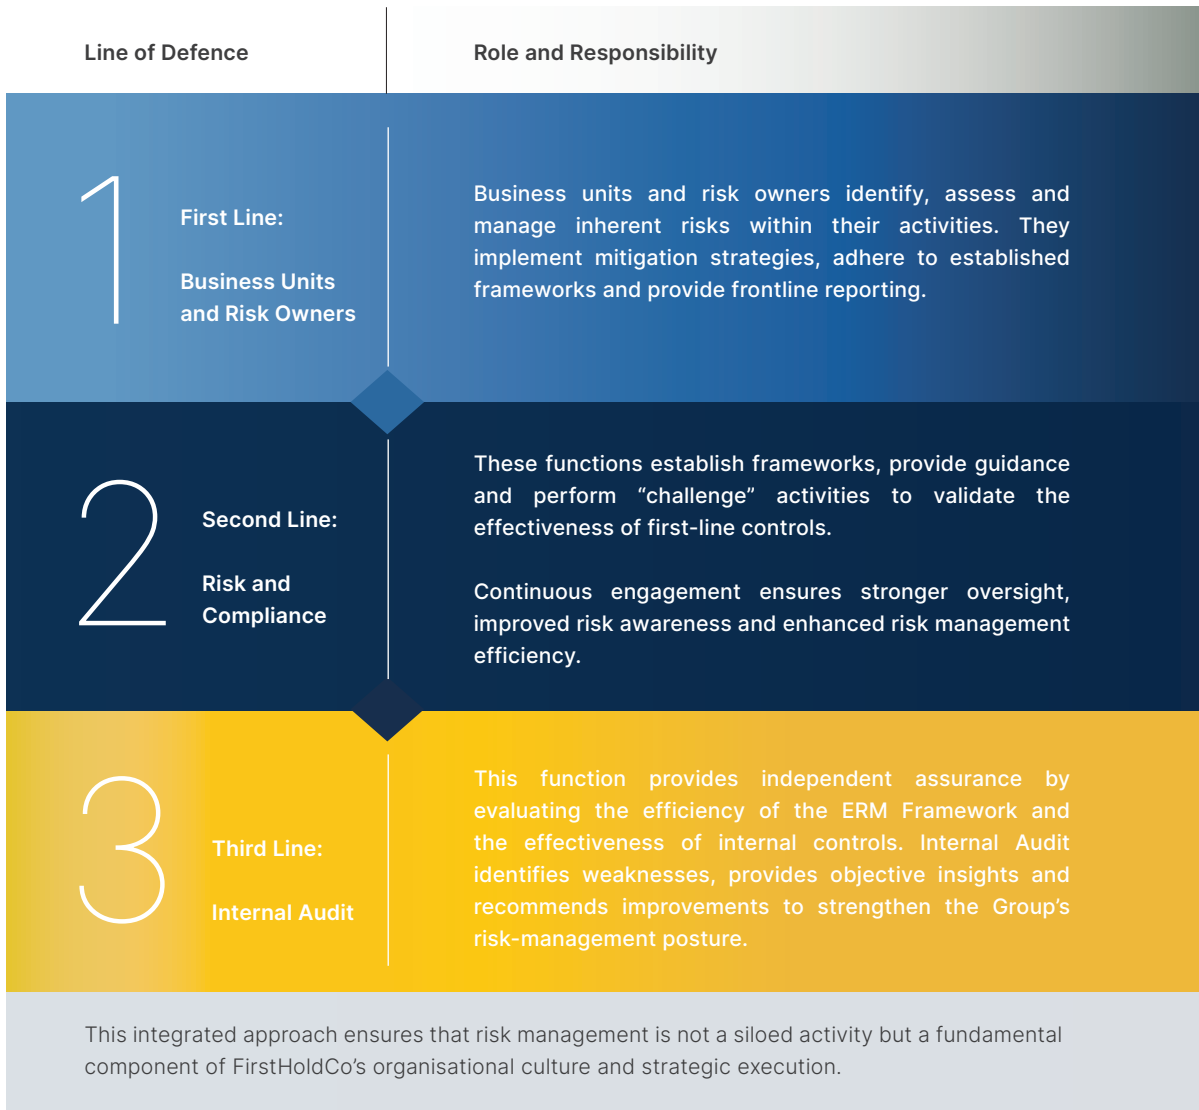 Line of Defence
Role and Responsibility
1
First Line:
Business Units
and Risk Owners
Business units and risk owners identify, assess and
manage inherent risks within their activities. They
implement mitigation strategies, adhere to established
frameworks and provide frontline reporting.
2
Second Line:
Risk and
Compliance
These functions establish frameworks, provide guidance
and perform “challenge” activities to validate the
effectiveness of first-line controls.
Continuous engagement ensures stronger oversight,
improved risk awareness and enhanced risk management
efficiency.
3
Third Line:
Internal Audit
This function provides independent assurance by
evaluating the efficiency of the ERM Framework and
the effectiveness of internal controls. Internal Audit
identifies weaknesses, provides objective insights and
recommends improvements to strengthen the Group’s
risk-management posture.
This integrated approach ensures that risk management is not a siloed activity but a fundamental
component of FirstHoldCo’s organisational culture and strategic execution.